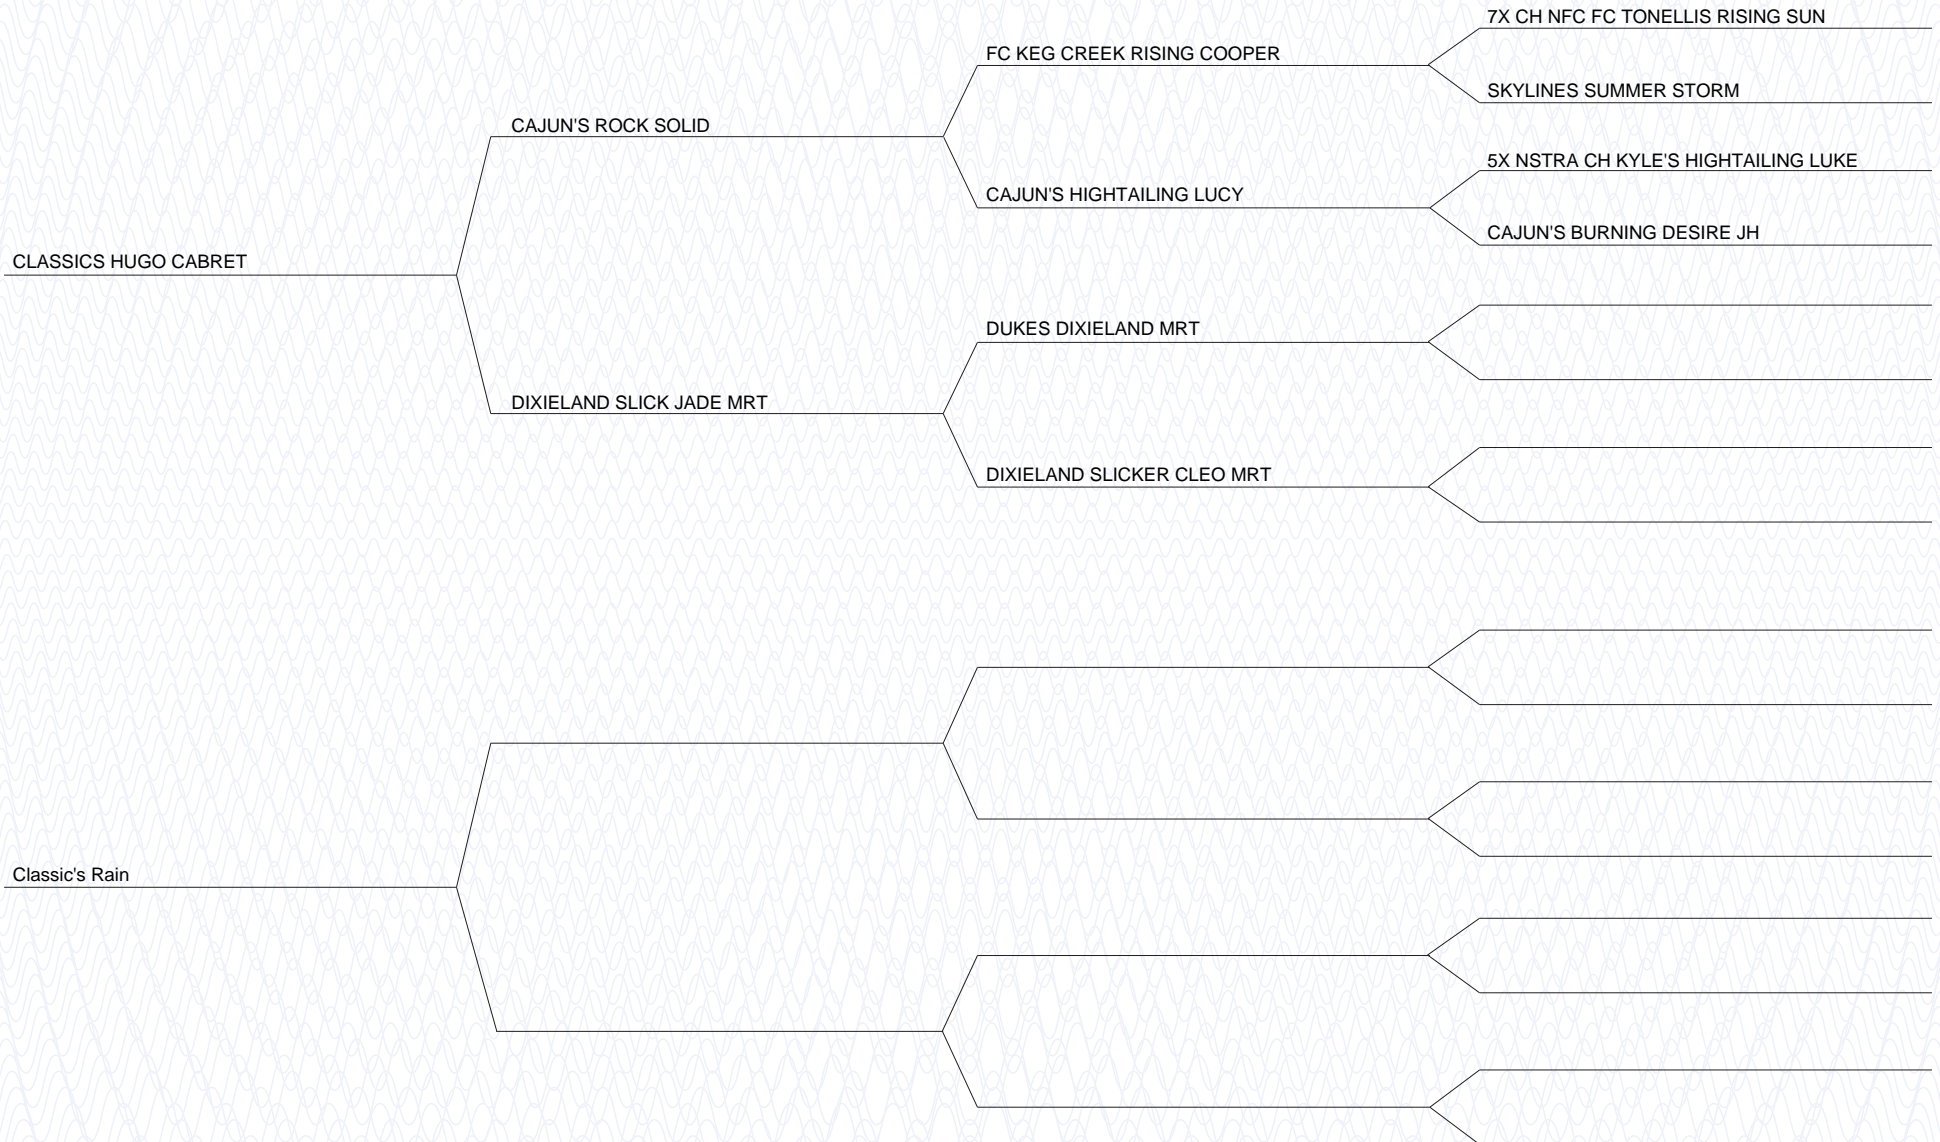 7X CH NFC FC TONELLIS RISING SUN
FC KEG CREEK RISING COOPER
SKYLINES SUMMER STORM
CAJUN'S ROCK SOLID
5X NSTRA CH KYLE'S HIGHTAILING LUKE
CAJUN'S HIGHTAILING LUCY
CAJUN'S BURNING DESIRE JH
CLASSICS HUGO CABRET
DUKES DIXIELAND MRT
DIXIELAND SLICK JADE MRT
DIXIELAND SLICKER CLEO MRT
Classic's Rain